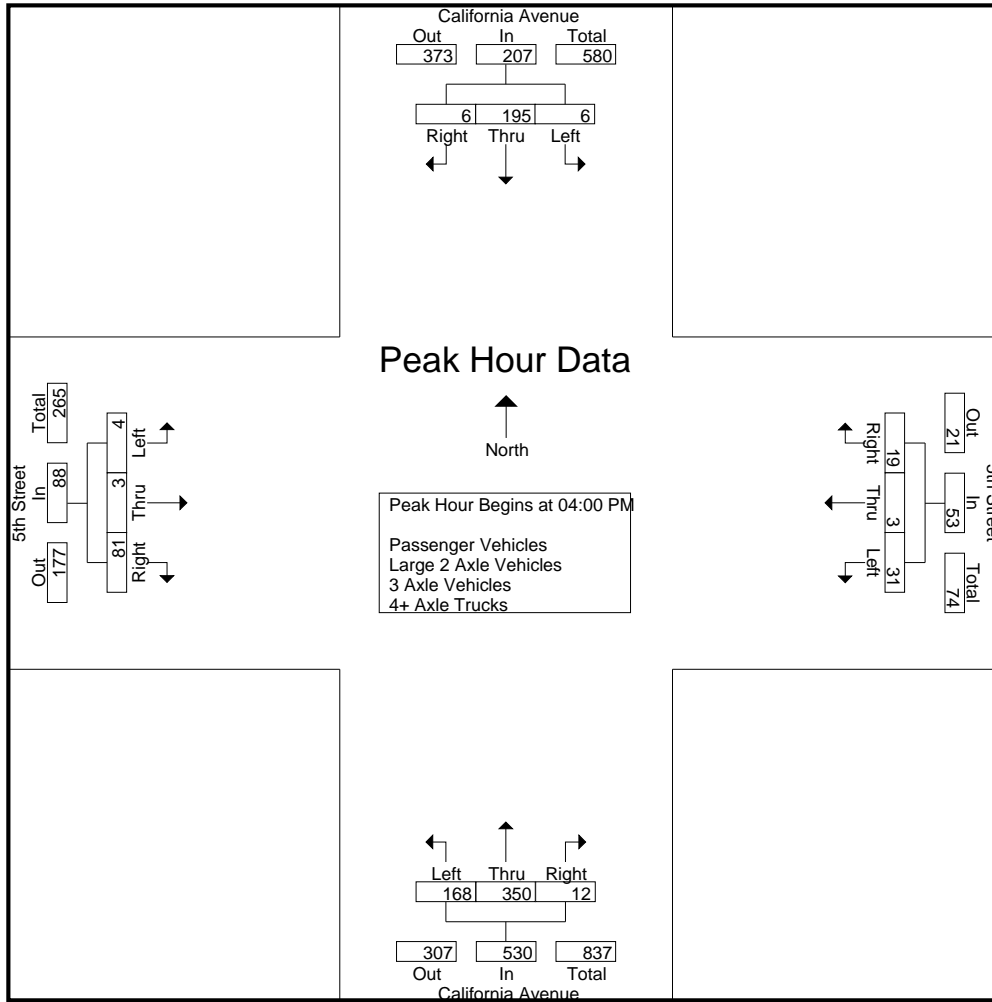 California Avenue
Out In Total
373 207 580
6 195 6
Right Thru Left
Peak Hour Data
North
Peak Hour Begins at 04:00 PM
Passenger Vehicles
Large 2 Axle Vehicles
3 Axle Vehicles
4+ Axle Trucks
5th Street
Out In Total
177 88 265
81 3 4
Right Thru Left
Right Thru Left
19 3 31
21 53 74
Out In Total
Street
Left Thru Right
168 350 12
307 530 837
Out In Total
California Avenue